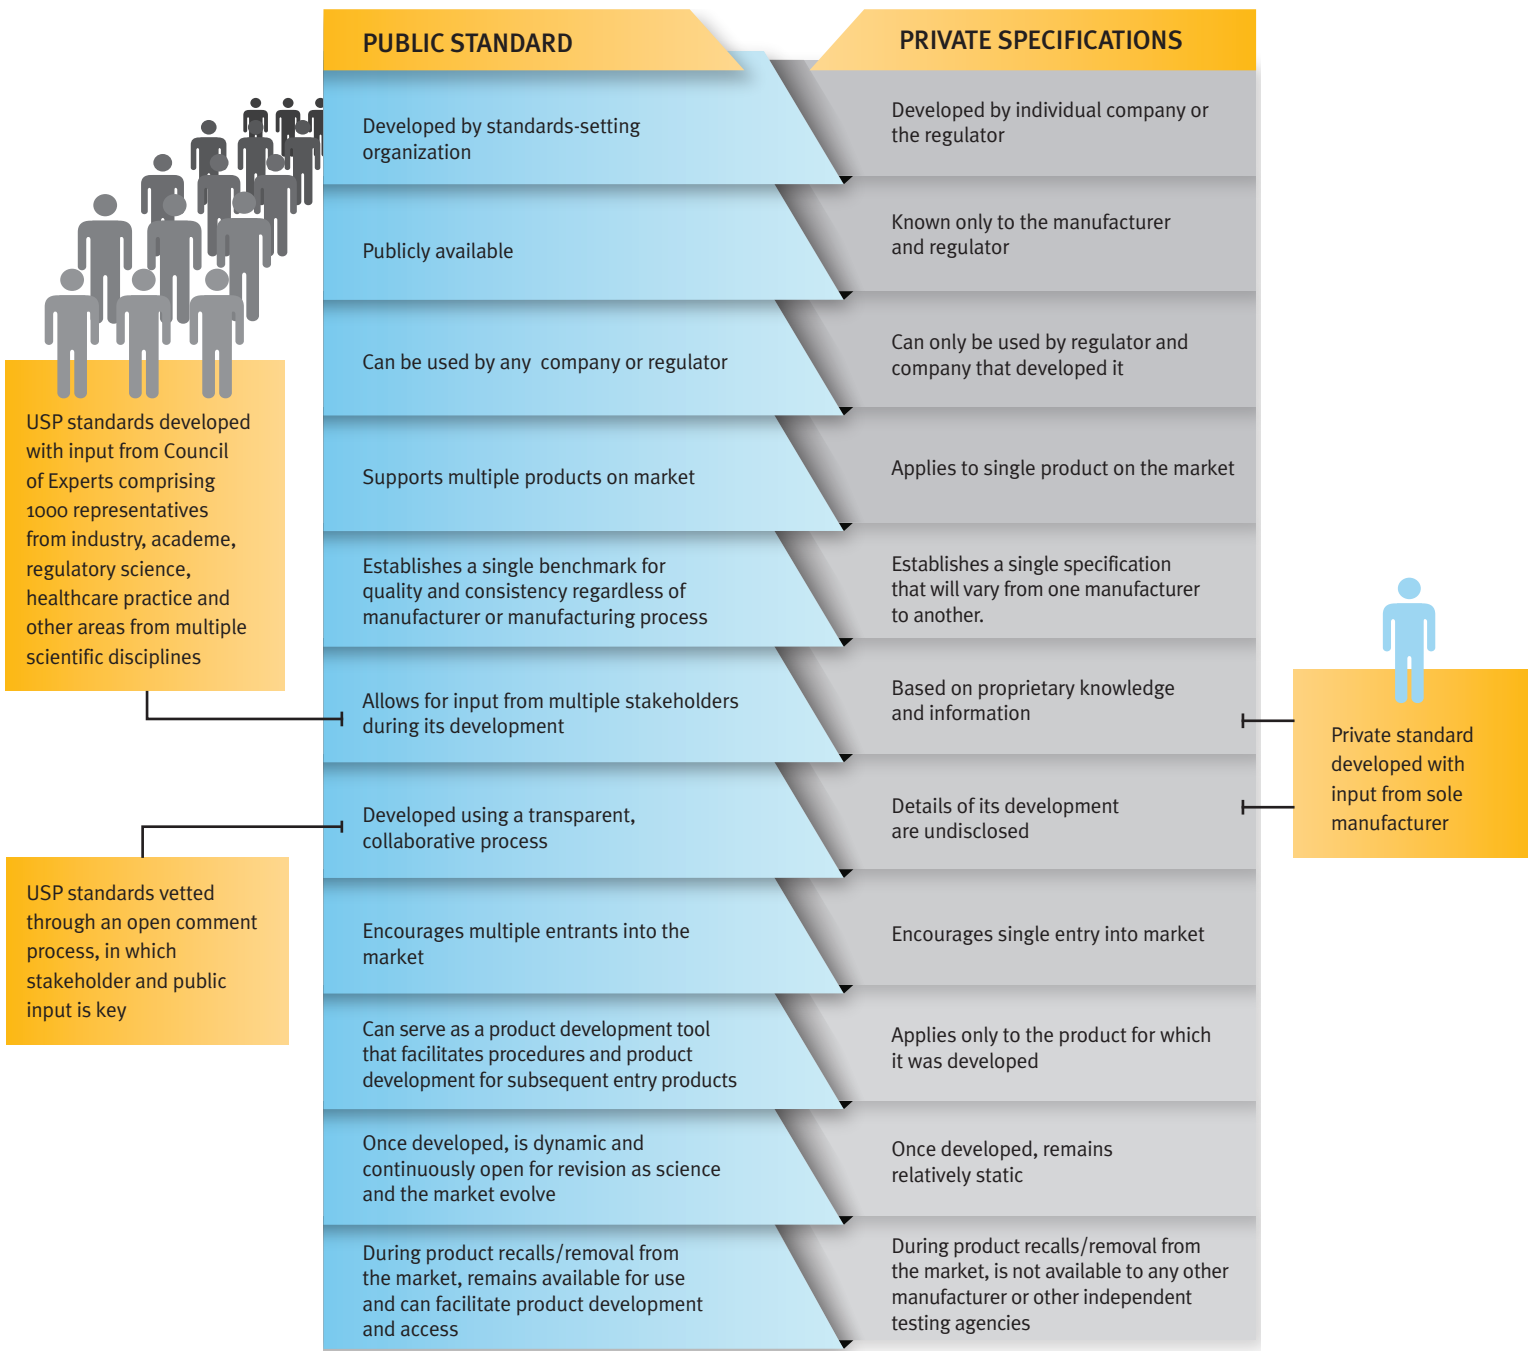 PUBLIC STANDARD
PRIVATE SPECIFICATIONS
Developed by standards-setting
organization
Developed by individual company or
the regulator
Publicly available
Known only to the manufacturer
and regulator
Can be used by any  company or regulator
Can only be used by regulator and
company that developed it
Supports multiple products on market
Applies to single product on the market
Establishes a single benchmark for
quality and consistency regardless of
manufacturer or manufacturing process
Establishes a single specification
that will vary from one manufacturer
to another.
Allows for input from multiple stakeholders
during its development
Based on proprietary knowledge
and information
Developed using a transparent,
collaborative process
Details of its development
are undisclosed
Encourages multiple entrants into the
market
Encourages single entry into market
Can serve as a product development tool
that facilitates procedures and product
development for subsequent entry products
Applies only to the product for which
it was developed
Once developed, is dynamic and
continuously open for revision as science
and the market evolve
Once developed, remains
relatively static
During product recalls/removal from
the market, remains available for use
and can facilitate product development
and access
During product recalls/removal from
the market, is not available to any other
manufacturer or other independent
testing agencies
USP standards developed
with input from Council
of Experts comprising
1000 representatives
from industry, academe,
regulatory science,
healthcare practice and
other areas from multiple
scientific disciplines
USP standards vetted
through an open comment
process, in which
stakeholder and public
input is key
Private standard
developed with
input from sole
manufacturer